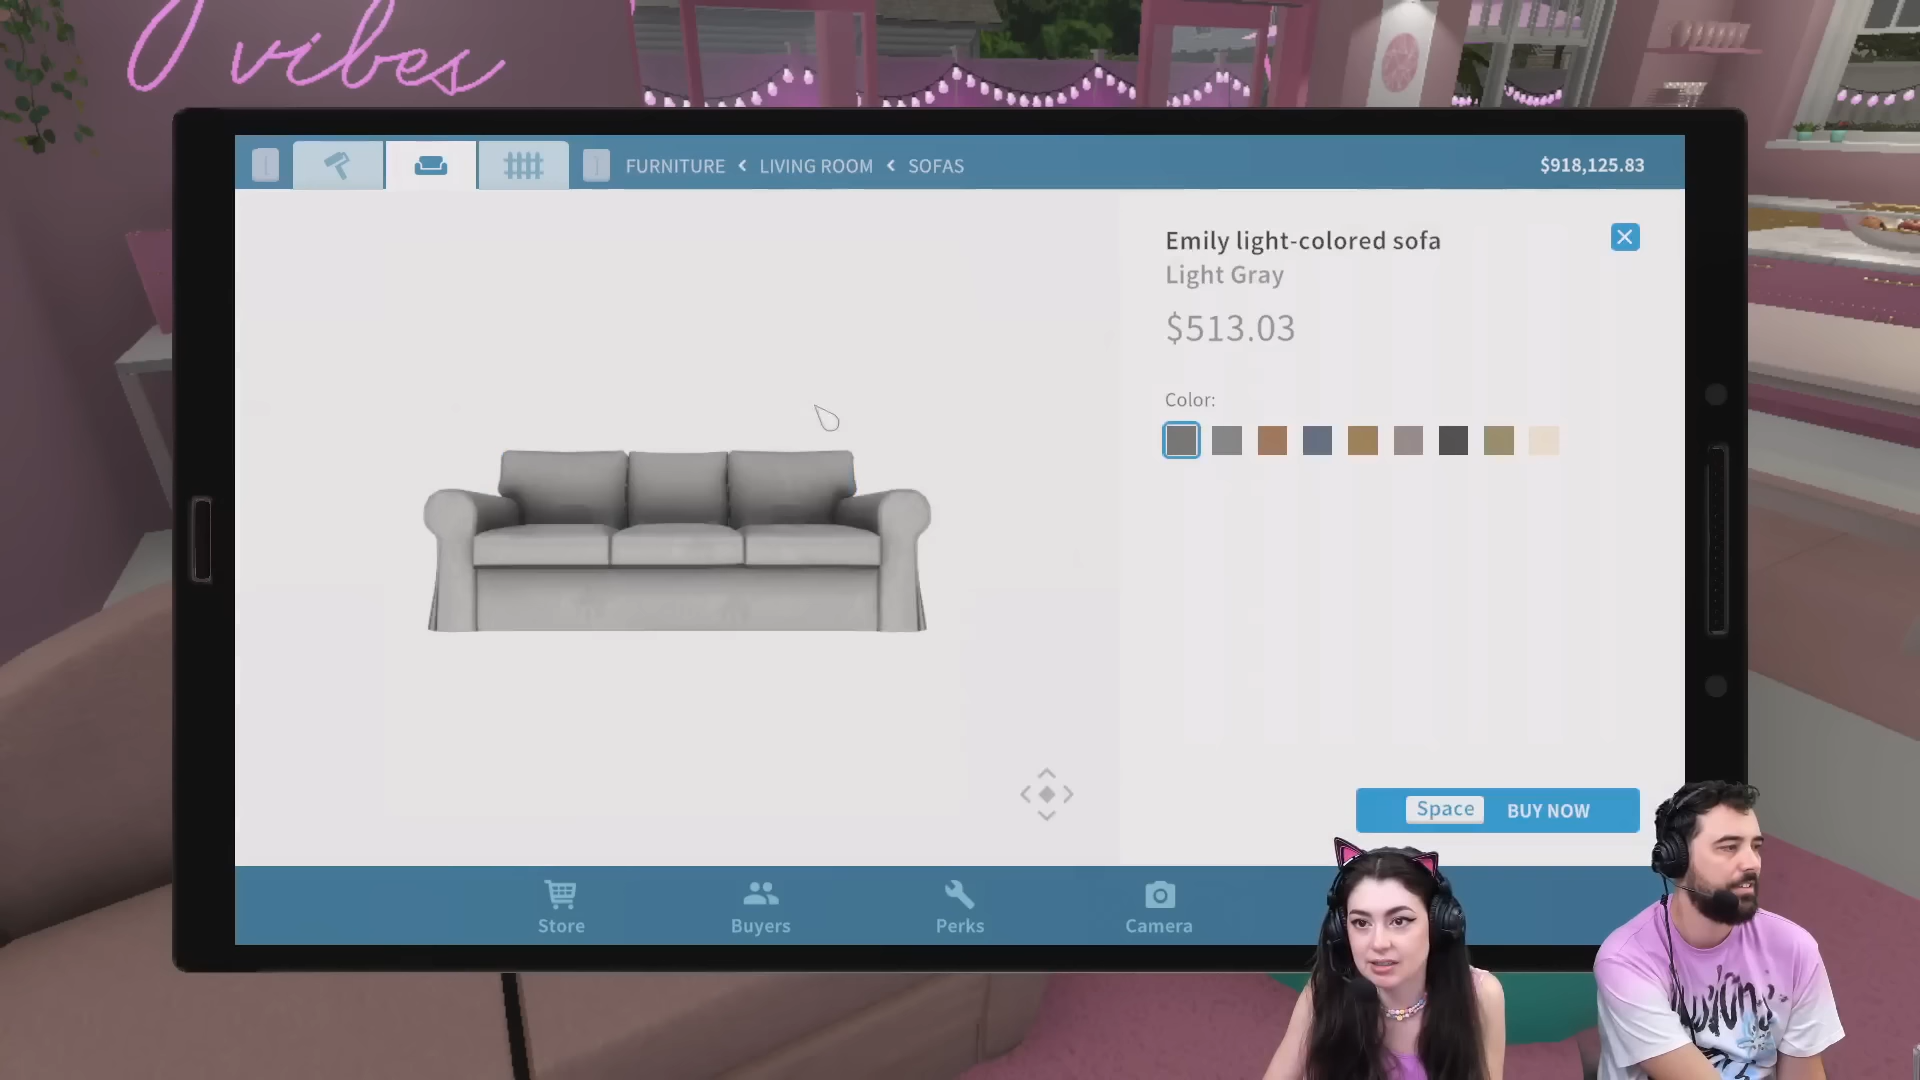 vibes
FURNITURE < LIVING ROOM < SOFAS
$918,125.83
Emily light-colored sofa
Light Gray
$513.03
Color:
Space BUY NOW
Store
Buyers
Perks
Camera